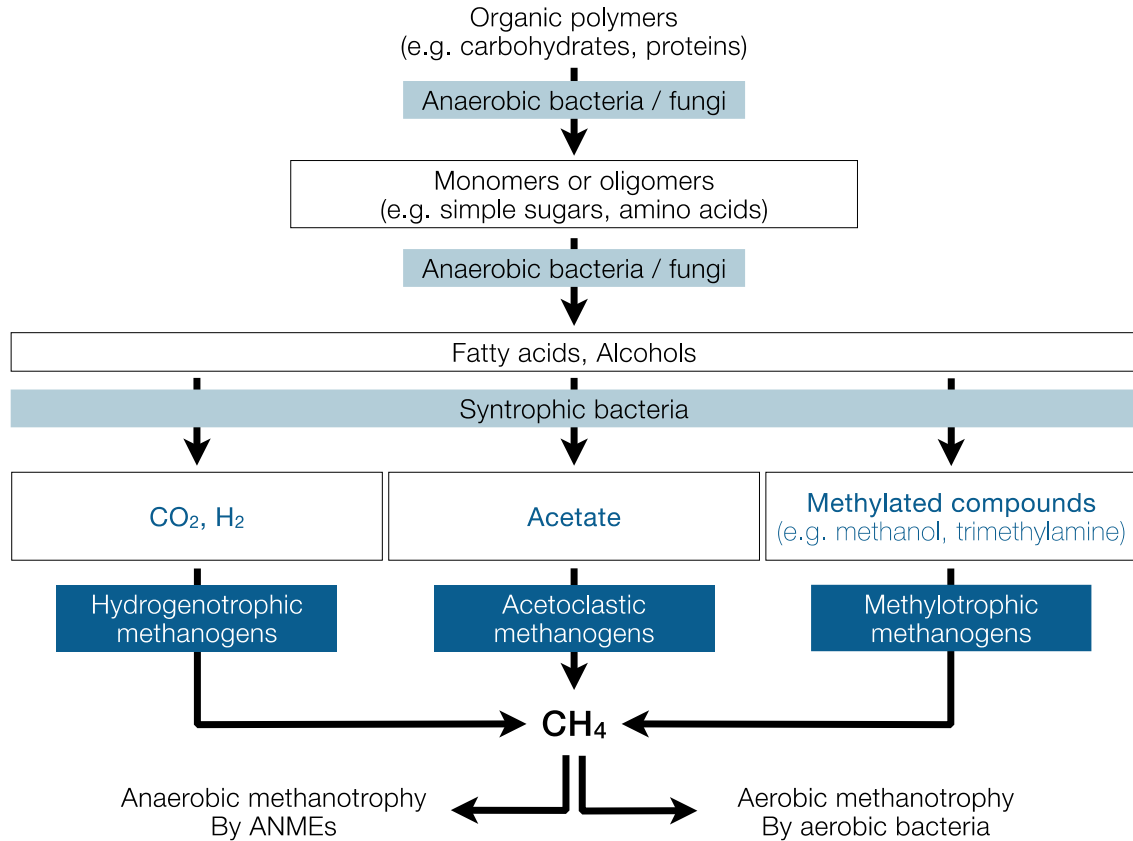 Organic polymers
(e.g. carbohydrates, proteins)
Anaerobic bacteria / fungi
Monomers or oligomers
(e.g. simple sugars, amino acids)
Anaerobic bacteria / fungi
Fatty acids, Alcohols
Syntrophic bacteria
CO₂, H₂
Acetate
Methylated compounds
(e.g. methanol, trimethylamine)
Hydrogenotrophic
methanogens
Acetoclastic
methanogens
Methylotrophic
methanogens
CH₄
Anaerobic methanotrophy
By ANMEs
Aerobic methanotrophy
By aerobic bacteria